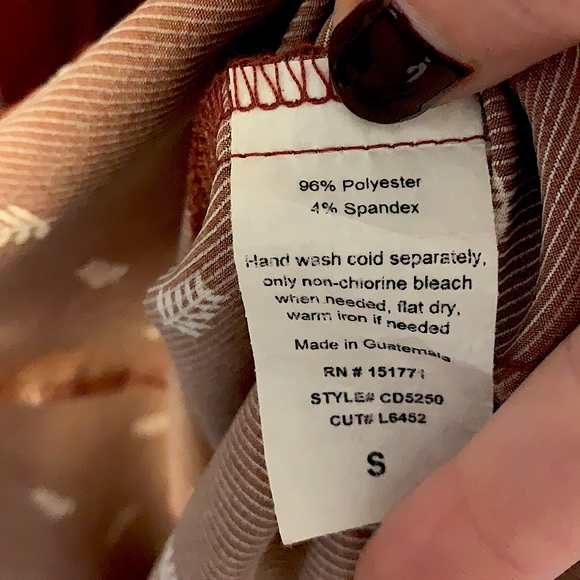 96% Polyester
4% Spandex
Hand wash cold separately,
only non-chiorine bleach
when needed, flat dry,
warm iron if needed
Made in Guatemala
RN # 151771
STYLE# CD5250
CUT# L6452
S